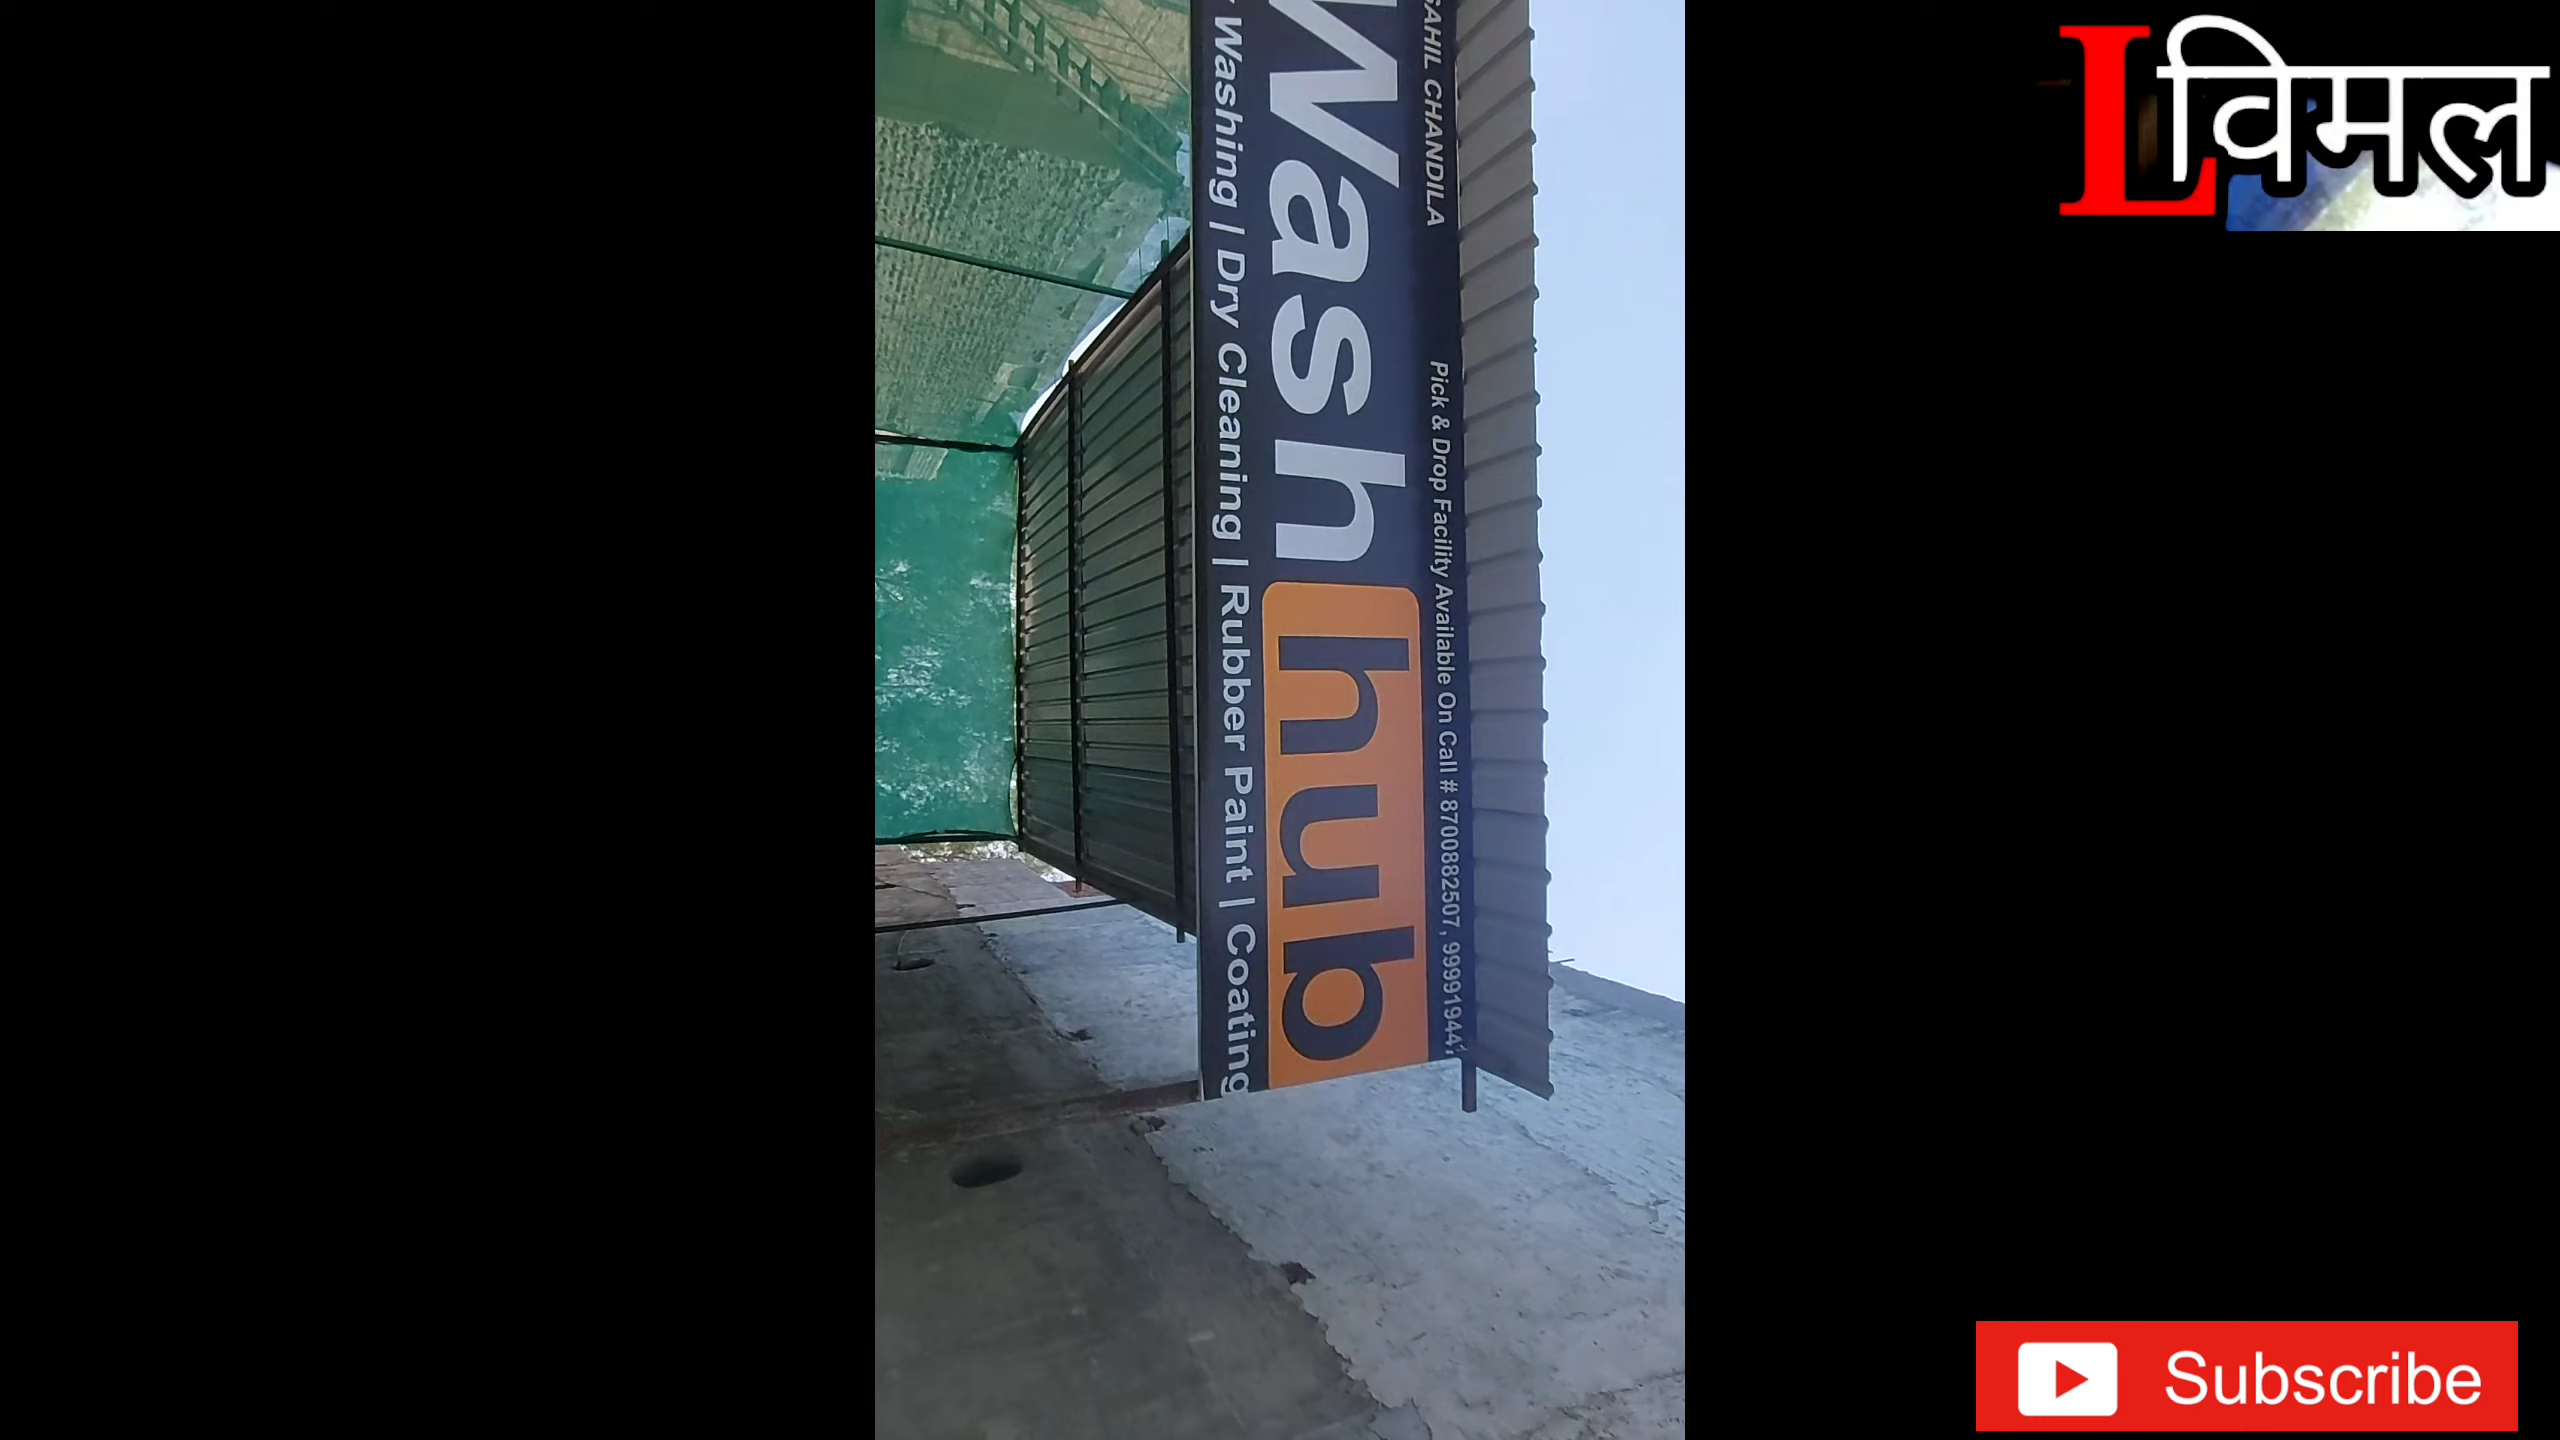 SAHIL CHANDILA
Pick & Drop Facility Available On Call # 8700882507,
Wash hub
Washing | Dry Cleaning | Rubber Paint | Coating
L विमल
Subscribe